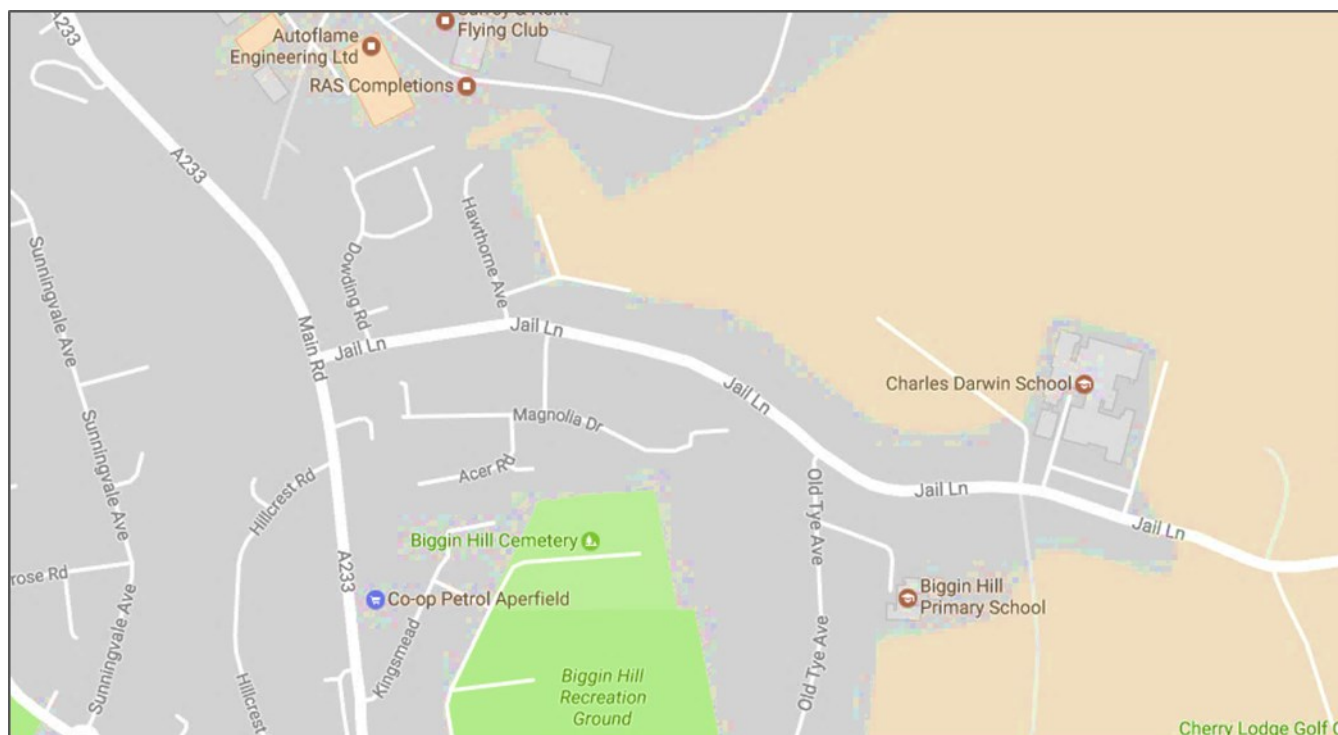 A233
Surrey & Kent
Flying Club
Autoflame
Engineering Ltd
RAS Completions
A233
Sunningvale Ave
Hawthorne Ave
Dowding Rd
Main Rd
Jail Ln
Jail Ln
Jail Ln
Charles Darwin School
Magnolia Dr
Sunningvale Ave
Acer Rd
Hillcrest Rd
Old Tye Ave
Jail Ln
Jail Ln
Biggin Hill Cemetery
A233
rose Rd
Co-op Petrol Aperfield
Biggin Hill
Primary School
Sunningvale Ave
Kingsmead
Hillcrest
Old Tye Ave
Biggin Hill
Recreation
Ground
Cherry Lodge Golf C